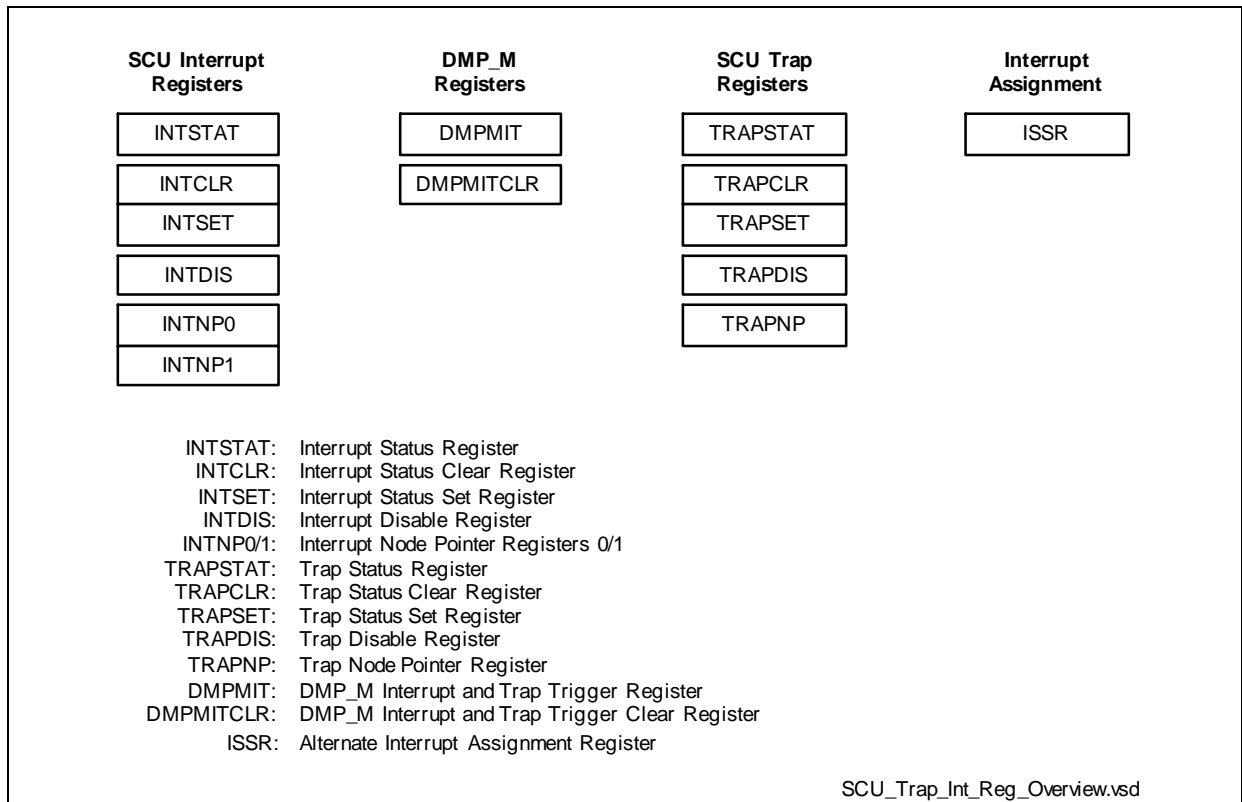 SCU Interrupt
Registers
DMP_M
Registers
SCU Trap
Registers
Interrupt
Assignment
INTSTAT
DMPMIT
TRAPSTAT
ISSR
INTCLR
DMPMITCLR
TRAPCLR
INTSET
TRAPSET
INTDIS
TRAPDIS
INTNP0
TRAPNP
INTNP1
INTSTAT: Interrupt Status Register
INTCLR: Interrupt Status Clear Register
INTSET: Interrupt Status Set Register
INTDIS: Interrupt Disable Register
INTNP0/1: Interrupt Node Pointer Registers 0/1
TRAPSTAT: Trap Status Register
TRAPCLR: Trap Status Clear Register
TRAPSET: Trap Status Set Register
TRAPDIS: Trap Disable Register
TRAPNP: Trap Node Pointer Register
DMPMIT: DMP_M Interrupt and Trap Trigger Register
DMPMITCLR: DMP_M Interrupt and Trap Trigger Clear Register
ISSR: Alternate Interrupt Assignment Register
SCU_Trap_Int_Reg_Overview.vsd